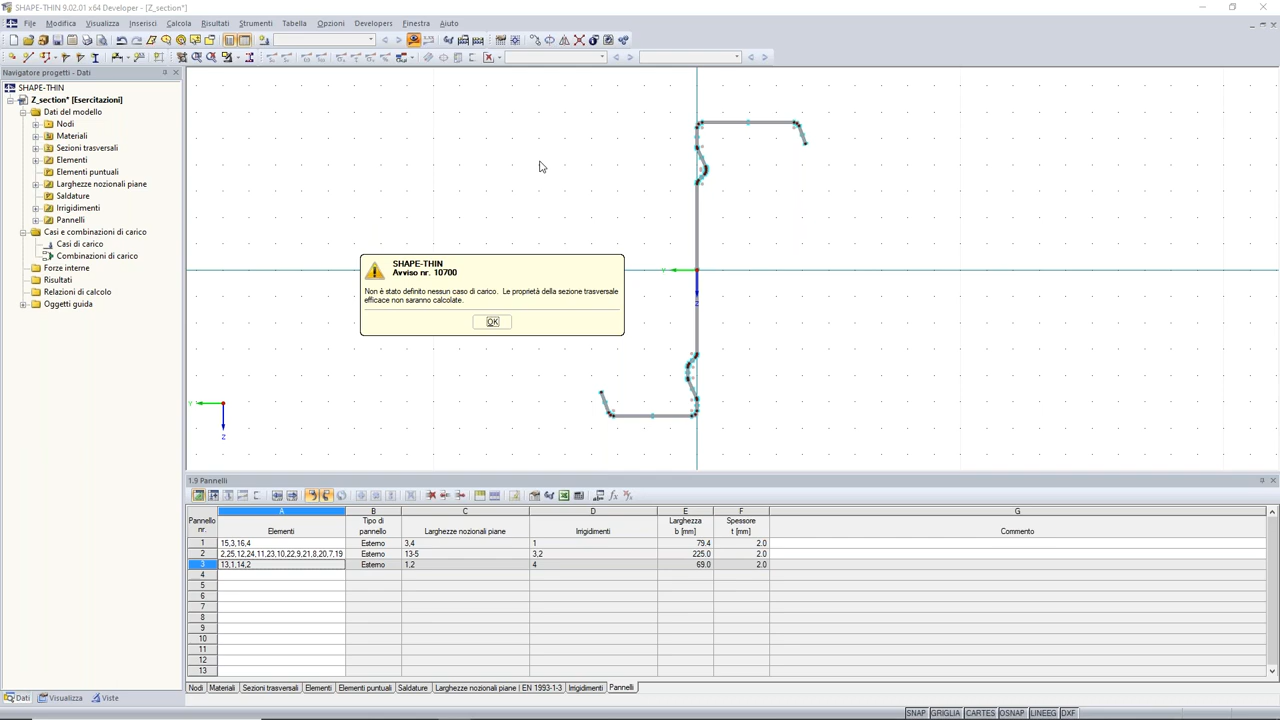 SHAPE-THIN 9.02.01 x64 Developer - [Z_section*]
File Modifica Visualizza Inserisci Calcola Risultati Strumenti Tabella Opzioni Developers Finestra Aiuto
Navigatore progetti - Dati
SHAPE-THIN
Z_section* [Esercitazioni]
Dati del modello
Nodi
Materiali
Sezioni trasversali
Elementi
Elementi puntuali
Larghezze nozionali piane
Saldature
Irrigidimenti
Pannelli
Casi e combinazioni di carico
Casi di carico
Combinazioni di carico
Forze interne
Risultati
Relazioni di calcolo
Oggetti guida
SHAPE-THIN
Avviso nr. 10700
Non è stato definito nessun caso di carico. Le proprietà della sezione trasversale
efficace non saranno calcolate.
OK
Y
Z
Y
Z
1.9 Pannelli
A B C D E F G
Pannello Tipo di Larghezza Spessore
nr. Elementi pannello Larghezze nozionali piane Irrigidimenti b [mm] t [mm] Commento
1 15,3,16,4 Esterno 3,4 1 79.4 2.0
2 2,25,12,24,11,23,10,22,9,21,8,20,7,19 Esterno 13-5 3,2 225.0 2.0
3 13,1,14,2 Esterno 1,2 4 69.0 2.0
4
5
6
7
8
9
10
11
12
13
Dati Visualizza Viste
Nodi Materiali Sezioni trasversali Elementi Elementi puntuali Saldature Larghezze nozionali piane | EN 1993-1-3 Irrigidimenti Pannelli
SNAP GRIGLIA CARTES OSNAP LINEEG DXF